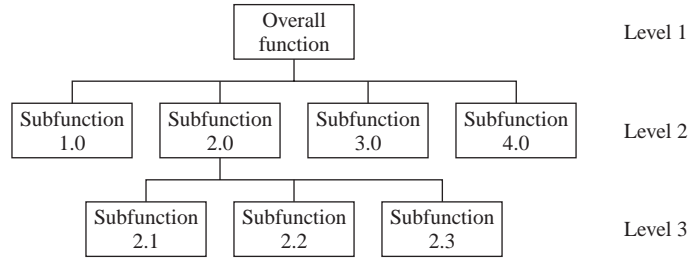 Overall
function
Level 1
Subfunction
1.0
Subfunction
2.0
Subfunction
3.0
Subfunction
4.0
Level 2
Subfunction
2.1
Subfunction
2.2
Subfunction
2.3
Level 3